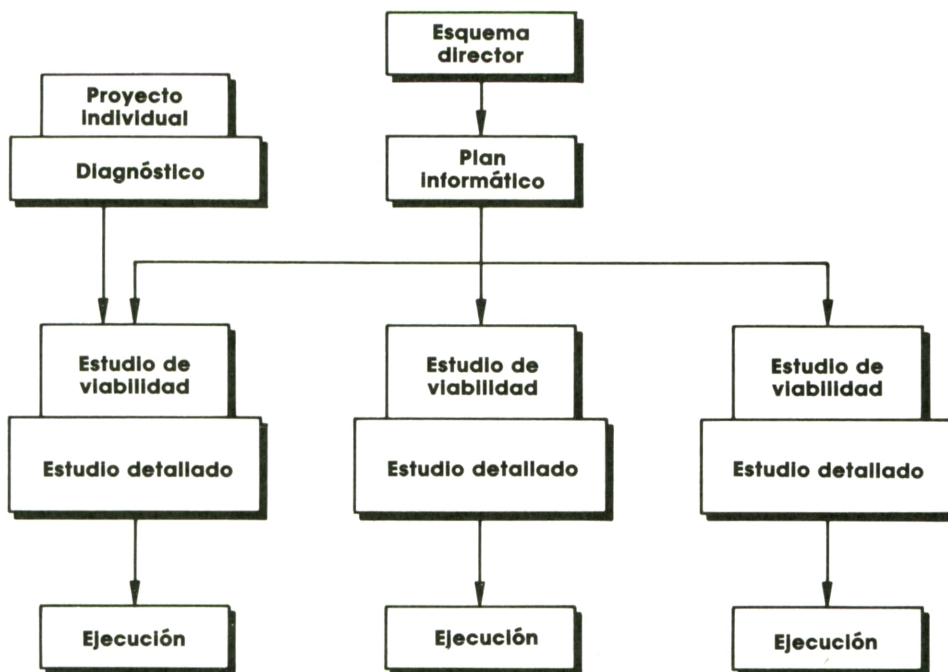 Esquema
director
Proyecto
individual
Diagnóstico
Plan
informático
Estudio de
viabilidad
Estudio detallado
Ejecución
Estudio de
viabilidad
Estudio detallado
Ejecución
Estudio de
viabilidad
Estudio detallado
Ejecución